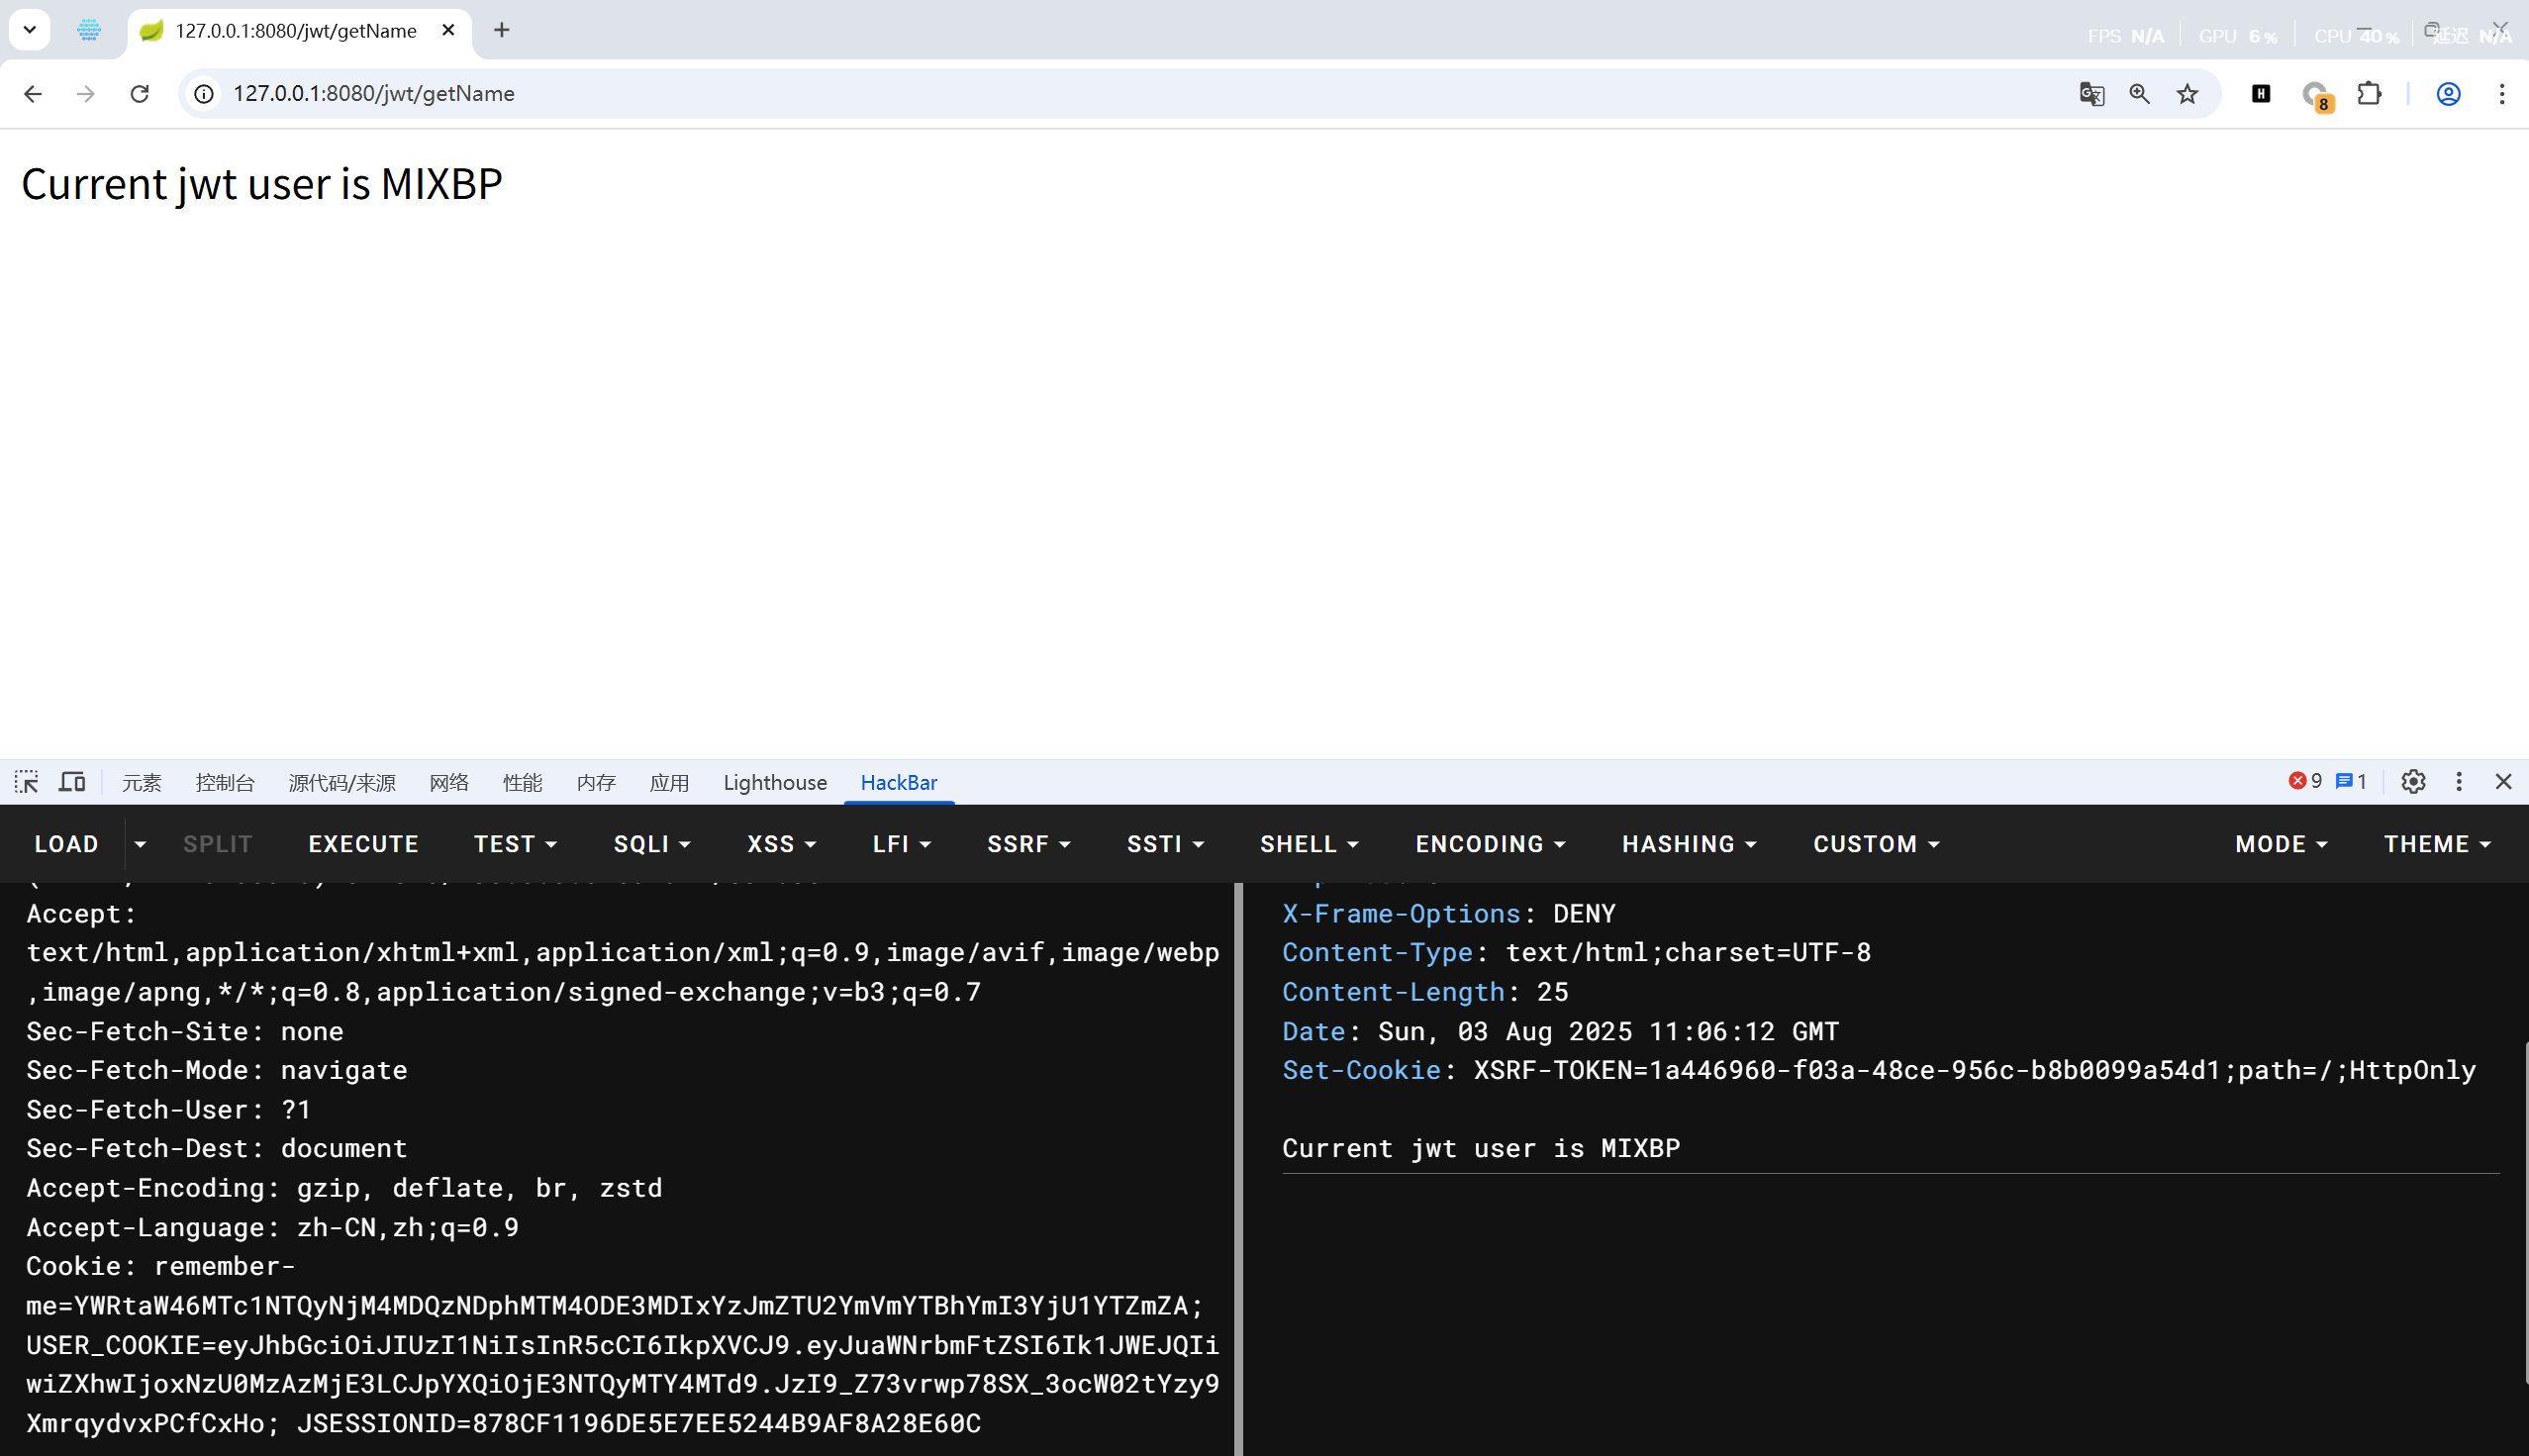 127.0.0.1:8080/jwt/getName
FPS N/A GPU 6 % CPU 40 % 延迟 N/A
127.0.0.1:8080/jwt/getName
8
Current jwt user is MIXBP
元素 控制台 源代码/来源 网络 性能 内存 应用 Lighthouse HackBar 9 1
LOAD SPLIT EXECUTE TEST SQLI XSS LFI SSRF SSTI SHELL ENCODING HASHING CUSTOM MODE THEME
Accept:
text/html,application/xhtml+xml,application/xml;q=0.9,image/avif,image/webp
,image/apng,*/*;q=0.8,application/signed-exchange;v=b3;q=0.7
Sec-Fetch-Site: none
Sec-Fetch-Mode: navigate
Sec-Fetch-User: ?1
Sec-Fetch-Dest: document
Accept-Encoding: gzip, deflate, br, zstd
Accept-Language: zh-CN,zh;q=0.9
Cookie: remember-
me=YWRtaW46MTc1NTQyNjM4MDQzNDphMTM4ODE3MDIxYzJmZTU2YmVmYTBhYmI3YjU1YTZmZA;
USER_COOKIE=eyJhbGciOiJIUzI1NiIsInR5cCI6IkpXVCJ9.eyJuaWNrbmFtZSI6Ik1JWEJQIi
wiZXhwIjoxNzU0MzAzMjE3LCJpYXQiOjE3NTQyMTY4MTd9.JzI9_Z73vrwp78SX_3ocW02tYzy9
XmrqydvxPCfCxHo; JSESSIONID=878CF1196DE5E7EE5244B9AF8A28E60C
X-Frame-Options: DENY
Content-Type: text/html;charset=UTF-8
Content-Length: 25
Date: Sun, 03 Aug 2025 11:06:12 GMT
Set-Cookie: XSRF-TOKEN=1a446960-f03a-48ce-956c-b8b0099a54d1;path=/;HttpOnly
Current jwt user is MIXBP